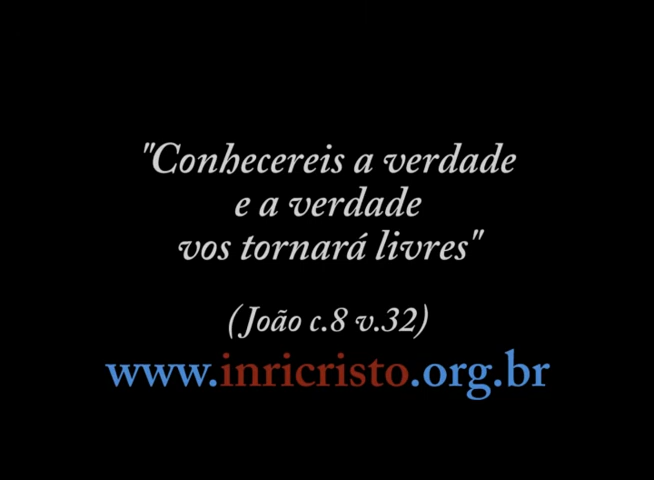 "Conhecereis a verdade
e a verdade
vos tornará livres"
(João c.8 v.32)
www.inricristo.org.br